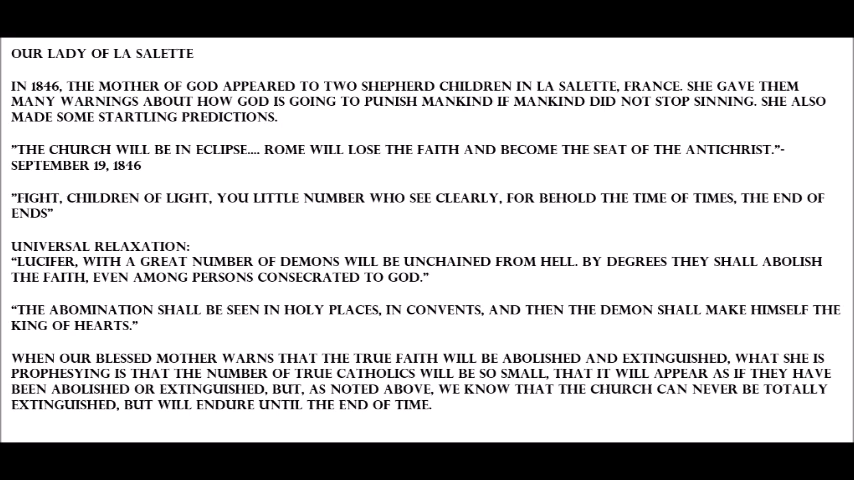 OUR LADY OF LA SALETTE
IN 1846, THE MOTHER OF GOD APPEARED TO TWO SHEPHERD CHILDREN IN LA SALETTE, FRANCE. SHE GAVE THEM
MANY WARNINGS ABOUT HOW GOD IS GOING TO PUNISH MANKIND IF MANKIND DID NOT STOP SINNING. SHE ALSO
MADE SOME STARTLING PREDICTIONS.
"THE CHURCH WILL BE IN ECLIPSE.... ROME WILL LOSE THE FAITH AND BECOME THE SEAT OF THE ANTICHRIST."-
SEPTEMBER 19, 1846
"FIGHT, CHILDREN OF LIGHT, YOU LITTLE NUMBER WHO SEE CLEARLY, FOR BEHOLD THE TIME OF TIMES, THE END OF
ENDS"
UNIVERSAL RELAXATION:
“LUCIFER, WITH A GREAT NUMBER OF DEMONS WILL BE UNCHAINED FROM HELL. BY DEGREES THEY SHALL ABOLISH
THE FAITH, EVEN AMONG PERSONS CONSECRATED TO GOD.”
“THE ABOMINATION SHALL BE SEEN IN HOLY PLACES, IN CONVENTS, AND THEN THE DEMON SHALL MAKE HIMSELF THE
KING OF HEARTS.”
WHEN OUR BLESSED MOTHER WARNS THAT THE TRUE FAITH WILL BE ABOLISHED AND EXTINGUISHED, WHAT SHE IS
PROPHESYING IS THAT THE NUMBER OF TRUE CATHOLICS WILL BE SO SMALL, THAT IT WILL APPEAR AS IF THEY HAVE
BEEN ABOLISHED OR EXTINGUISHED, BUT, AS NOTED ABOVE, WE KNOW THAT THE CHURCH CAN NEVER BE TOTALLY
EXTINGUISHED, BUT WILL ENDURE UNTIL THE END OF TIME.